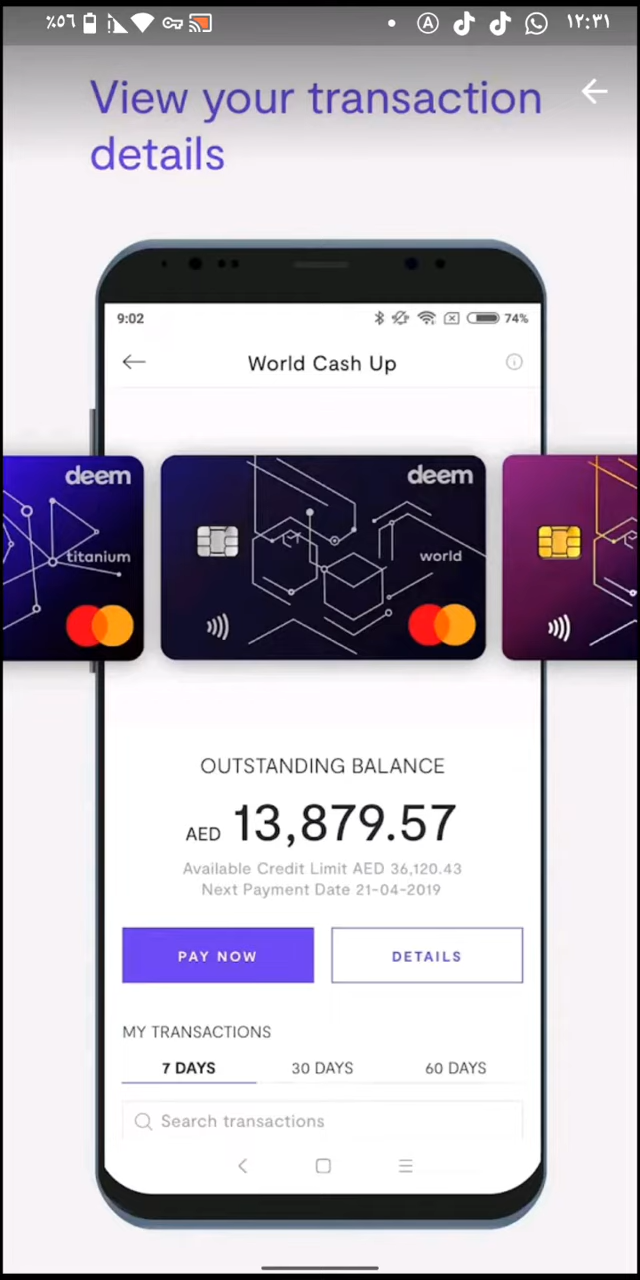 ٪٥٦
١٢:٣١
View your transaction
details
9:02
74%
World Cash Up
deem
titanium
deem
world
OUTSTANDING BALANCE
AED 13,879.57
Available Credit Limit AED 36,120.43
Next Payment Date 21-04-2019
PAY NOW
DETAILS
MY TRANSACTIONS
7 DAYS
30 DAYS
60 DAYS
Search transactions